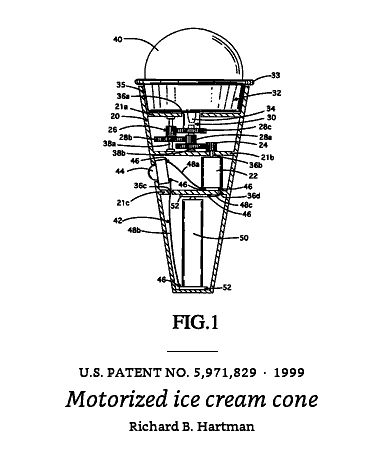 40
33
35
36a
32
21a
34
20
30
26
28c
28b
28a
38a
24
38b
21b
46
48a
36b
44
22
36c
46
46
52
36d
21c
48c
46
42
48b
50
46
52
FIG.1
U.S. PATENT NO. 5,971,829 · 1999
Motorized ice cream cone
Richard B. Hartman